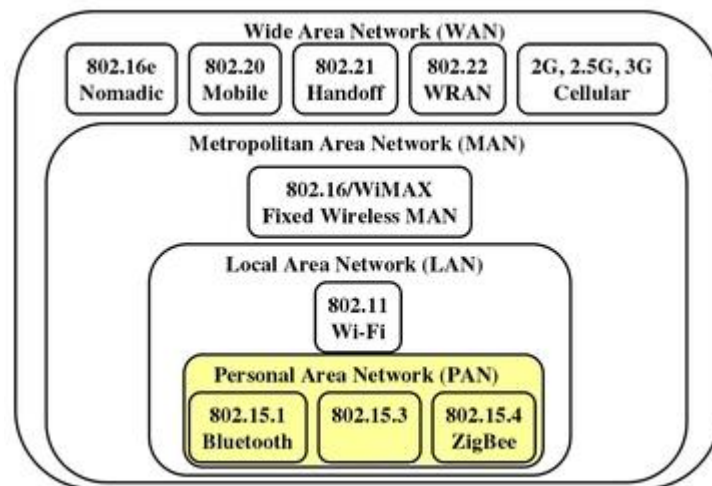 Wide Area Network (WAN)
802.16e
Nomadic
802.20
Mobile
802.21
Handoff
802.22
WRAN
2G, 2.5G, 3G
Cellular
Metropolitan Area Network (MAN)
802.16/WiMAX
Fixed Wireless MAN
Local Area Network (LAN)
802.11
Wi-Fi
Personal Area Network (PAN)
802.15.1
Bluetooth
802.15.3
802.15.4
ZigBee